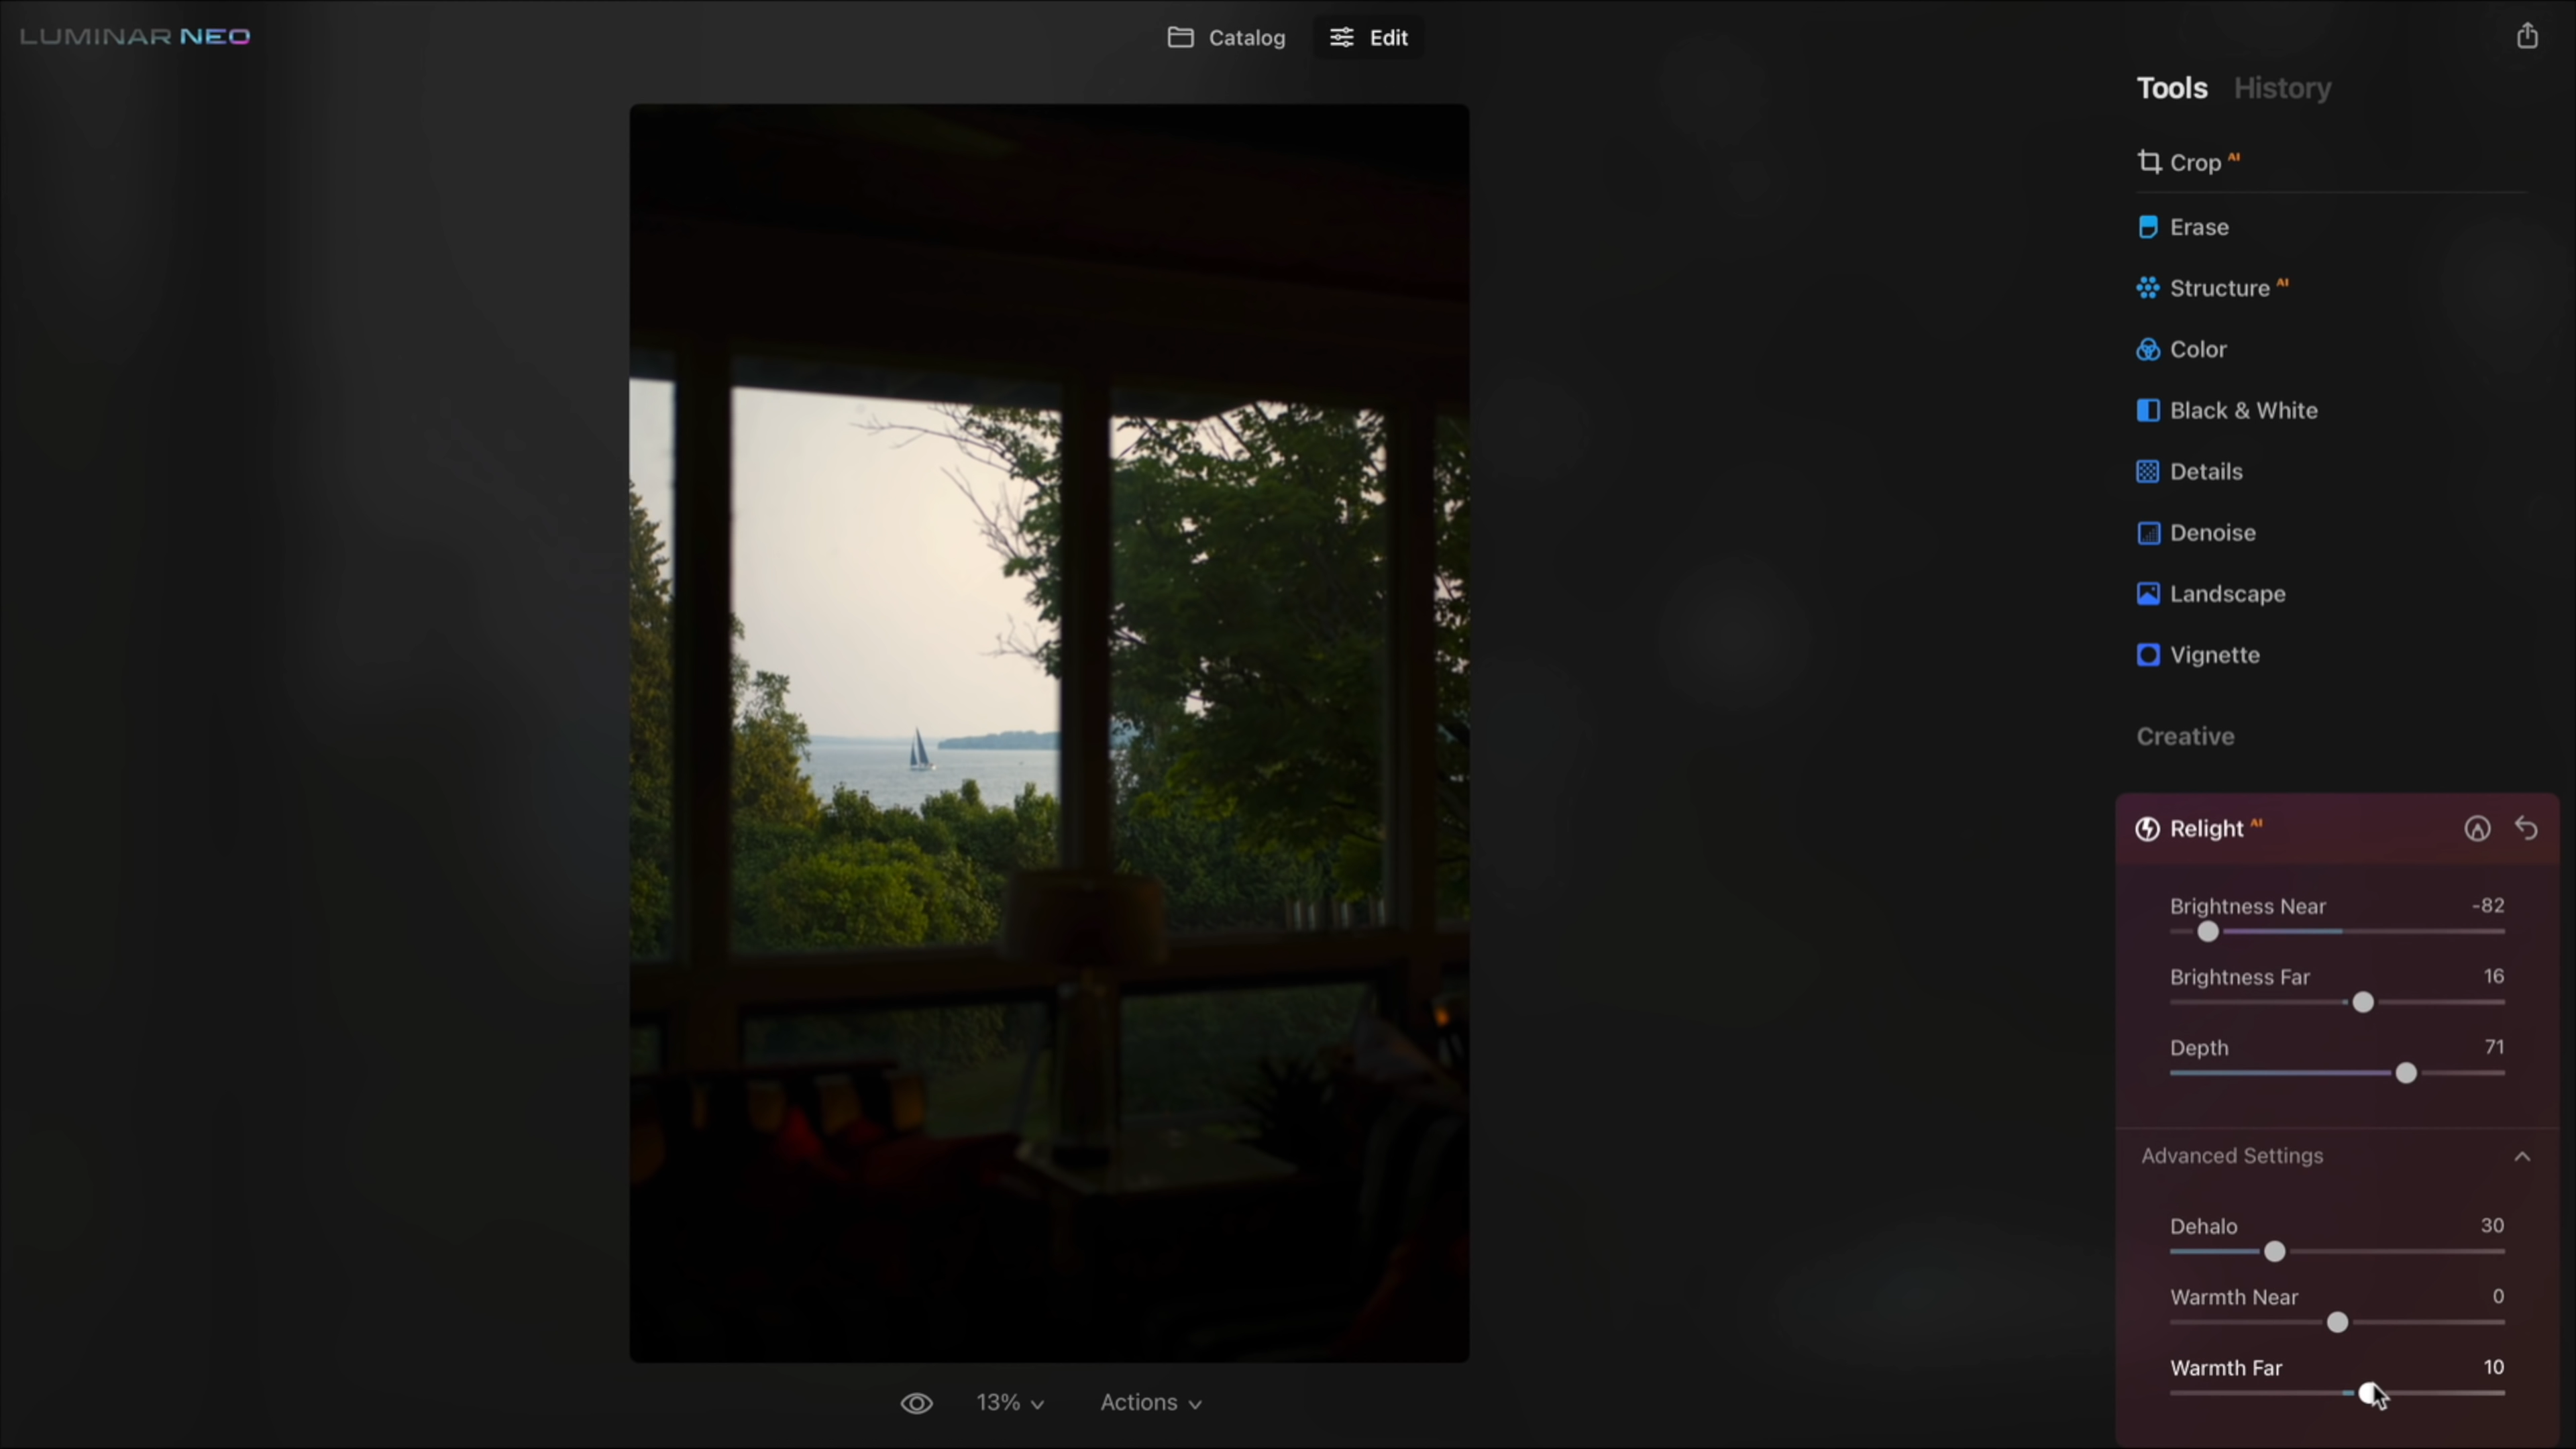 LUMINAR NEO
Catalog
Edit
Tools
History
Crop AI
Erase
Structure AI
Color
Black & White
Details
Denoise
Landscape
Vignette
Creative
Relight AI
Brightness Near -82
Brightness Far 16
Depth 71
Advanced Settings
Dehalo 30
Warmth Near 0
Warmth Far 10
13%
Actions